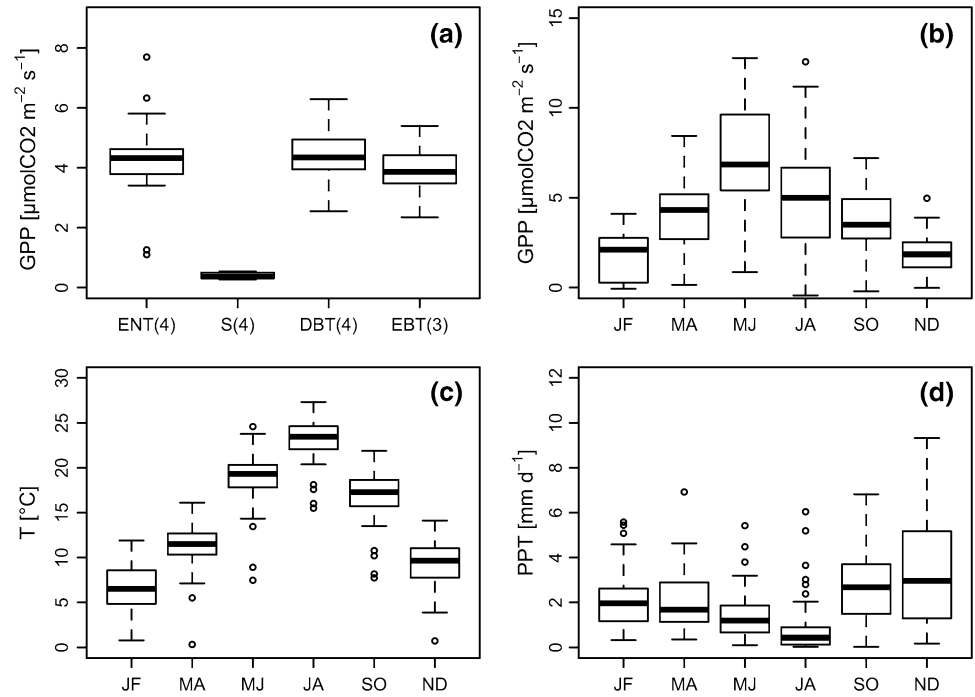 (a)
GPP [µmolCO2 m⁻² s⁻¹]
8
6
4
2
0
ENT(4) S(4) DBT(4) EBT(3)
(b)
GPP [µmolCO2 m⁻² s⁻¹]
15
10
5
0
JF MA MJ JA SO ND
(c)
T [°C]
30
25
20
15
10
5
0
JF MA MJ JA SO ND
(d)
PPT [mm d⁻¹]
12
10
8
6
4
2
0
JF MA MJ JA SO ND